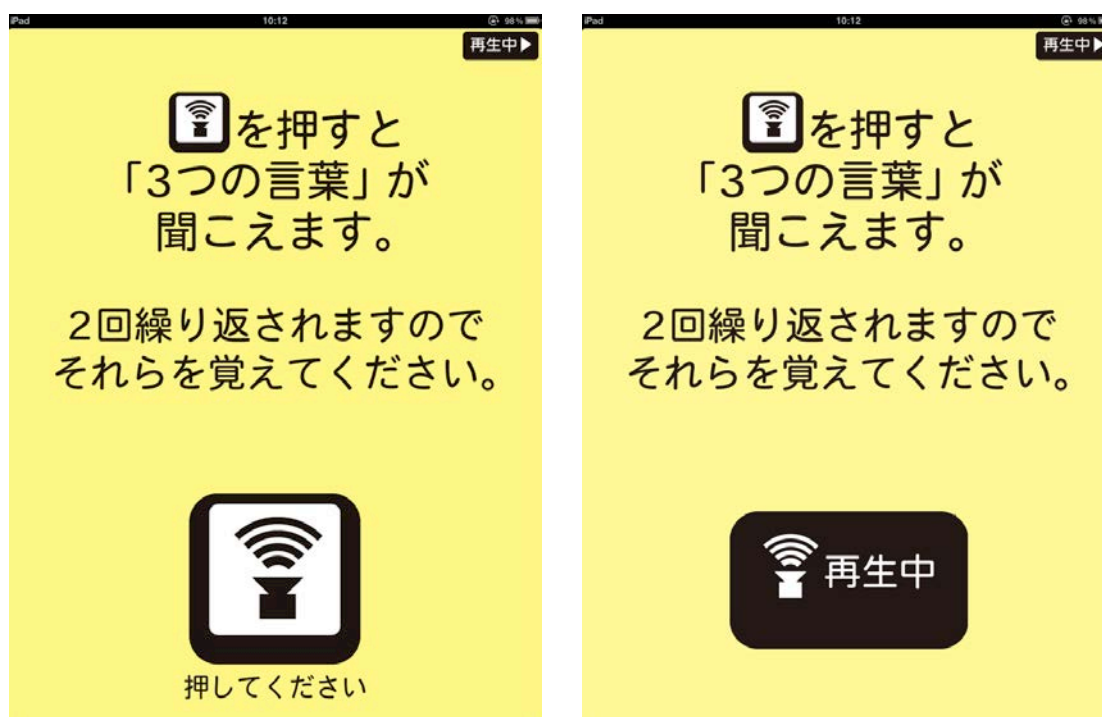 iPad
10:12
98%
再生中▶
を押すと
「3つの言葉」が
聞こえます。
2回繰り返されますので
それらを覚えてください。
押してください
iPad
10:12
98%
再生中▶
を押すと
「3つの言葉」が
聞こえます。
2回繰り返されますので
それらを覚えてください。
再生中